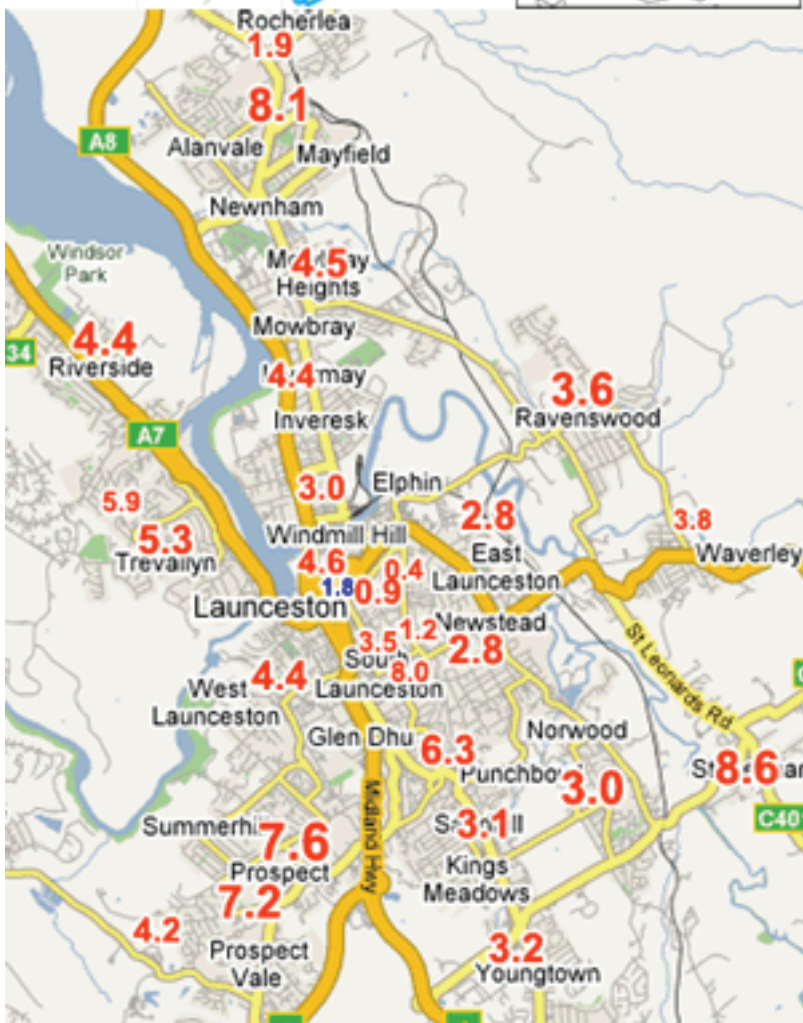 Rocherlea
1.9
8.1
A8
Alanvale
Mayfield
Newnham
Windsor
Park
4.5
Heights
Mowbray
4.4
34
Riverside
4.4
3.6
Ravenswood
Inveresk
A7
Elphin
5.9
3.0
2.8
3.8
Windmill Hill
5.3
Trevallyn
4.6
East
Launceston
Waverley
0.4
1.8
0.9
Launceston
Newstead
1.2
3.5
2.8
South
Launceston
8.0
St Leonards Rd
4.4
West
Launceston
Glen Dhu
Norwood
6.3
Punchbowl
3.0
8.6
Midland Hwy
C401
7.6
3.1
Prospect
Kings
Meadows
7.2
4.2
Prospect
Vale
3.2
Youngtown